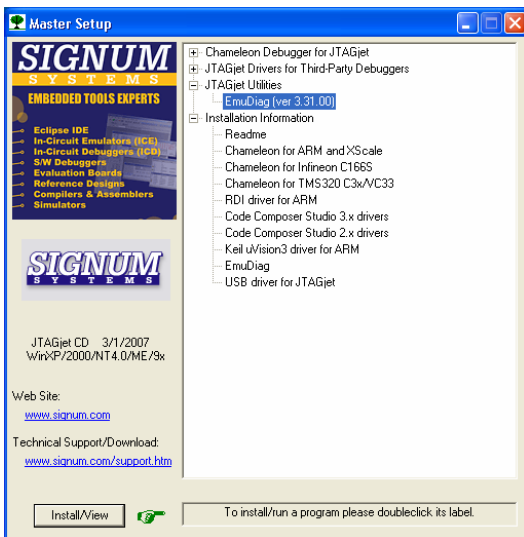 Master Setup
SIGNUM
SYSTEMS
EMBEDDED TOOLS EXPERTS
Eclipse IDE
In-Circuit Emulators (ICE)
In-Circuit Debuggers (ICD)
S/W Debuggers
Evaluation Boards
Reference Designs
Compilers & Assemblers
Simulators
SIGNUM
SYSTEMS
JTAGjet CD 3/1/2007
WinXP/2000/NT4.0/ME/9x
Web Site:
www.signum.com
Technical Support/Download:
www.signum.com/support.htm
Install/View
Chameleon Debugger for JTAGjet
JTAGjet Drivers for Third-Party Debuggers
JTAGjet Utilities
EmuDiag (ver 3.31.00)
Installation Information
Readme
Chameleon for ARM and XScale
Chameleon for Infineon C166S
Chameleon for TMS320 C3x/VC33
RDI driver for ARM
Code Composer Studio 3.x drivers
Code Composer Studio 2.x drivers
Keil uVision3 driver for ARM
EmuDiag
USB driver for JTAGjet
To install/run a program please doubleclick its label.